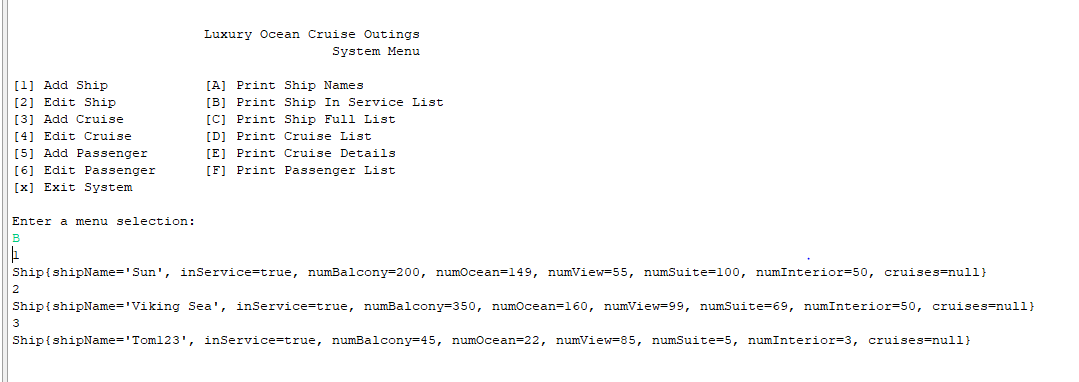 Luxury Ocean Cruise Outings
System Menu
[1] Add Ship [A] Print Ship Names
[2] Edit Ship [B] Print Ship In Service List
[3] Add Cruise [C] Print Ship Full List
[4] Edit Cruise [D] Print Cruise List
[5] Add Passenger [E] Print Cruise Details
[6] Edit Passenger [F] Print Passenger List
[x] Exit System
Enter a menu selection:
B
1
Ship{shipName='Sun', inService=true, numBalcony=200, numOcean=149, numView=55, numSuite=100, numInterior=50, cruises=null}
2
Ship{shipName='Viking Sea', inService=true, numBalcony=350, numOcean=160, numView=99, numSuite=69, numInterior=50, cruises=null}
3
Ship{shipName='Tom123', inService=true, numBalcony=45, numOcean=22, numView=85, numSuite=5, numInterior=3, cruises=null}